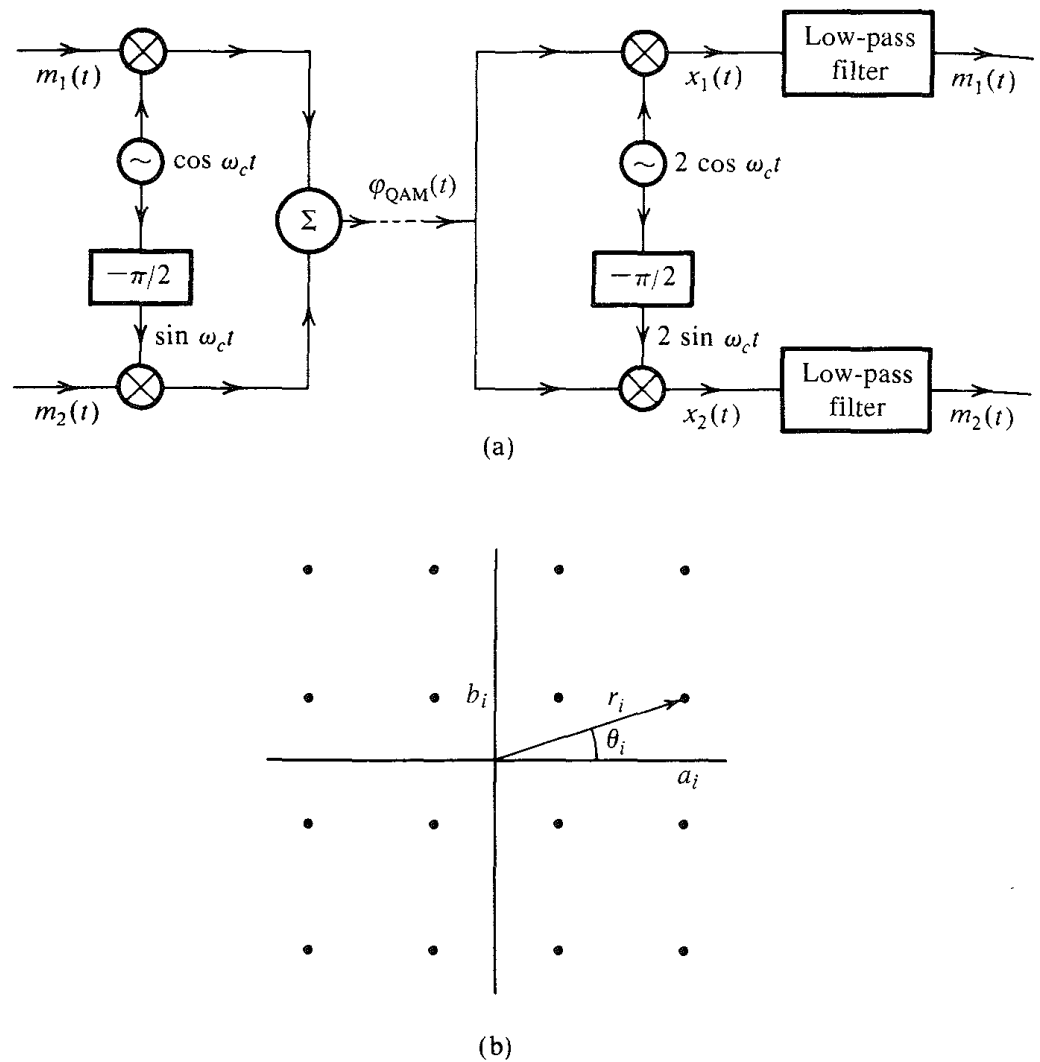 m₁(t)
cos ω_c t
−π/2
sin ω_c t
m₂(t)
Σ
φ_QAM(t)
x₁(t)
Low-pass
filter
m₁(t)
2 cos ω_c t
−π/2
2 sin ω_c t
x₂(t)
Low-pass
filter
m₂(t)
(a)
b_i
r_i
θ_i
a_i
(b)